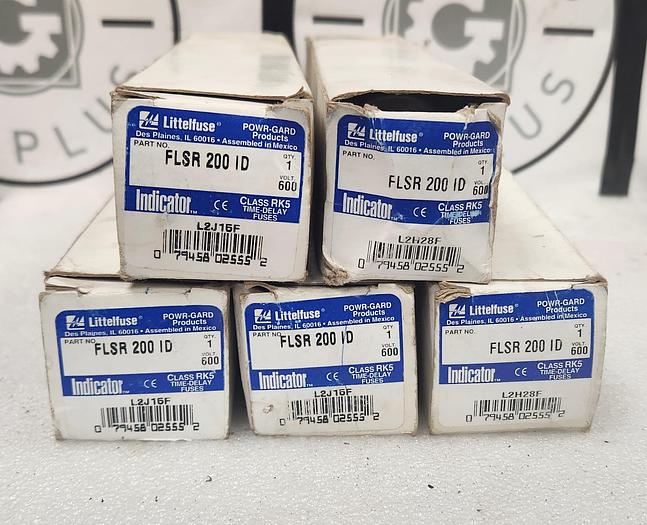 G
G
PLUS
PLUS
Littelfuse® POWR-GARD Products
Des Plaines, IL 60016 • Assembled in Mexico
PART NO. QTY. 1
FLSR 200 ID VOLT. 600
Indicator™ CE CLASS RK5 TIME-DELAY FUSES
L2J16F
0 79458 02555 2
Littelfuse® POWR-GARD Products
Des Plaines, IL 60016 • Assembled in Mexico
PART NO. QTY. 1
FLSR 200 ID VOLT. 600
Indicator™ CE CLASS RK5 TIME-DELAY FUSES
L2H28F
0 79458 02555 2
Littelfuse® POWR-GARD Products
Des Plaines, IL 60016 • Assembled in Mexico
PART NO. QTY. 1
FLSR 200 ID VOLT. 600
Indicator™ CE CLASS RK5 TIME-DELAY FUSES
L2J16F
0 79458 02555 2
Littelfuse® POWR-GARD Products
Des Plaines, IL 60016 • Assembled in Mexico
PART NO. QTY. 1
FLSR 200 ID VOLT. 600
Indicator™ CE CLASS RK5 TIME-DELAY FUSES
L2J16F
0 79458 02555 2
Littelfuse® POWR-GARD Products
Des Plaines, IL 60016 • Assembled in Mexico
PART NO. QTY. 1
FLSR 200 ID VOLT. 600
Indicator™ CE CLASS RK5 TIME-DELAY FUSES
L2H28F
0 79458 02555 2